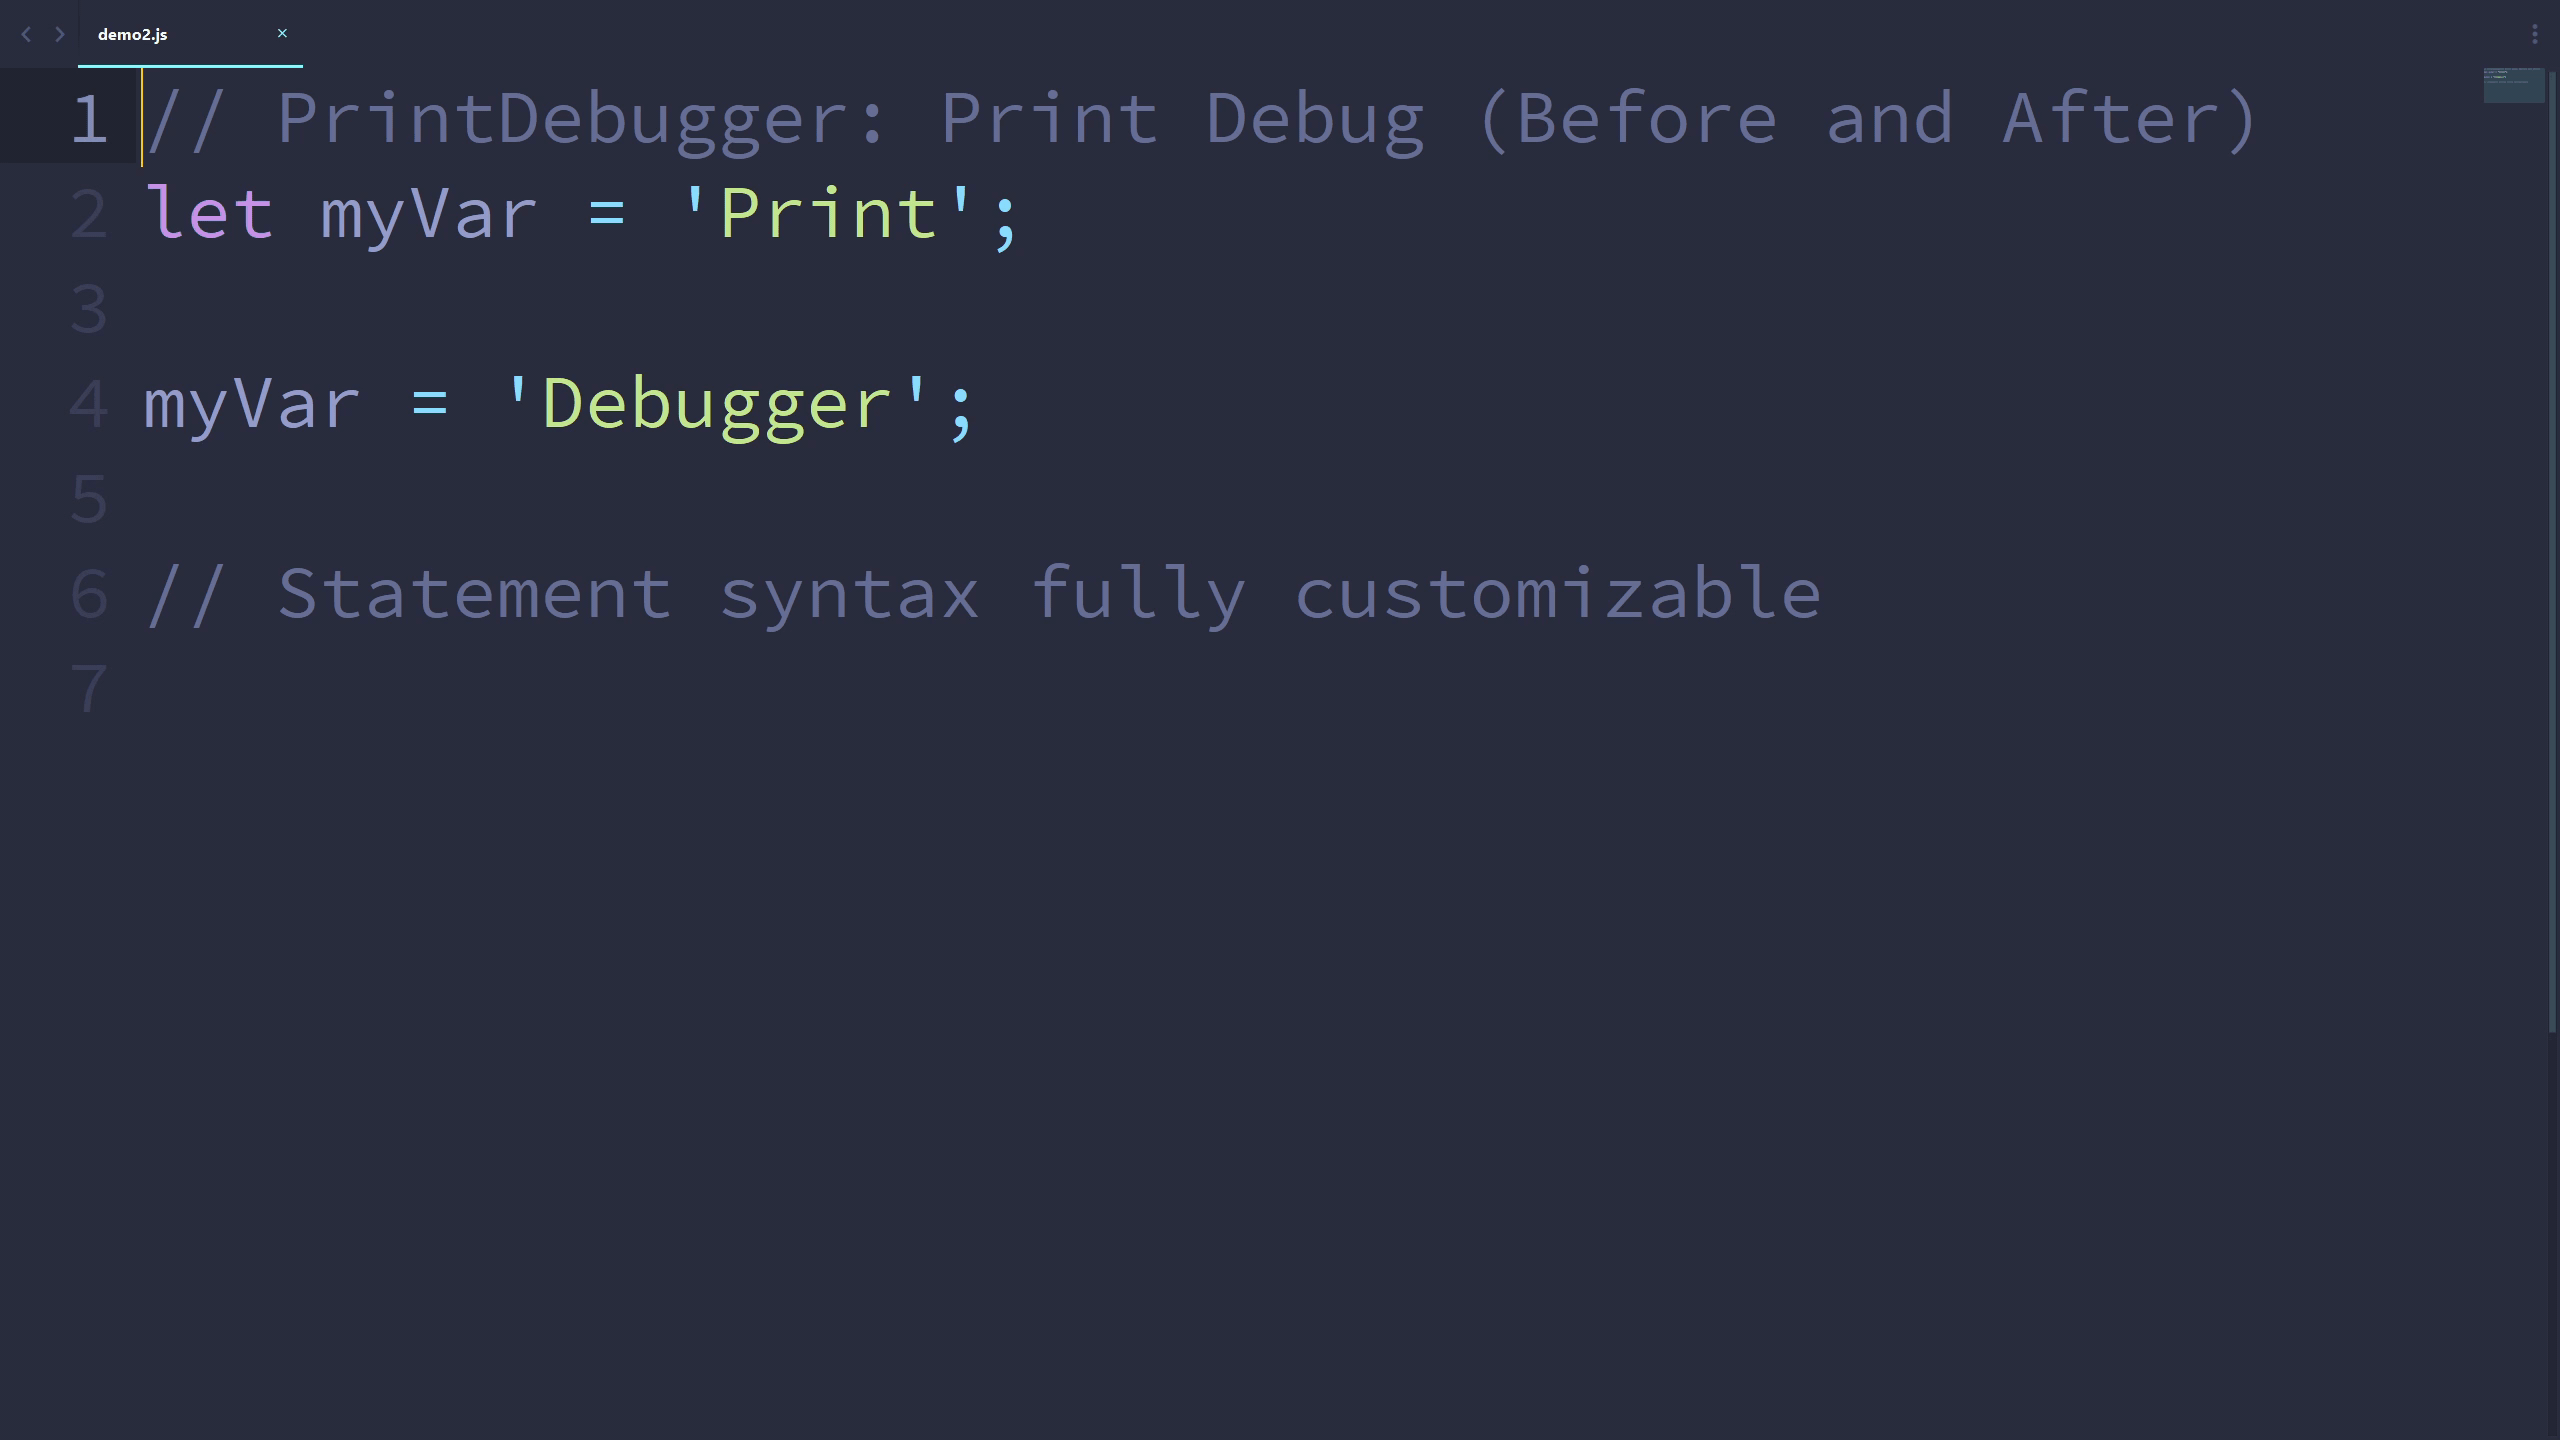 demo2.js ×
1 // PrintDebugger: Print Debug (Before and After)
2 let myVar = 'Print';
3
4 myVar = 'Debugger';
5
6 // Statement syntax fully customizable
7